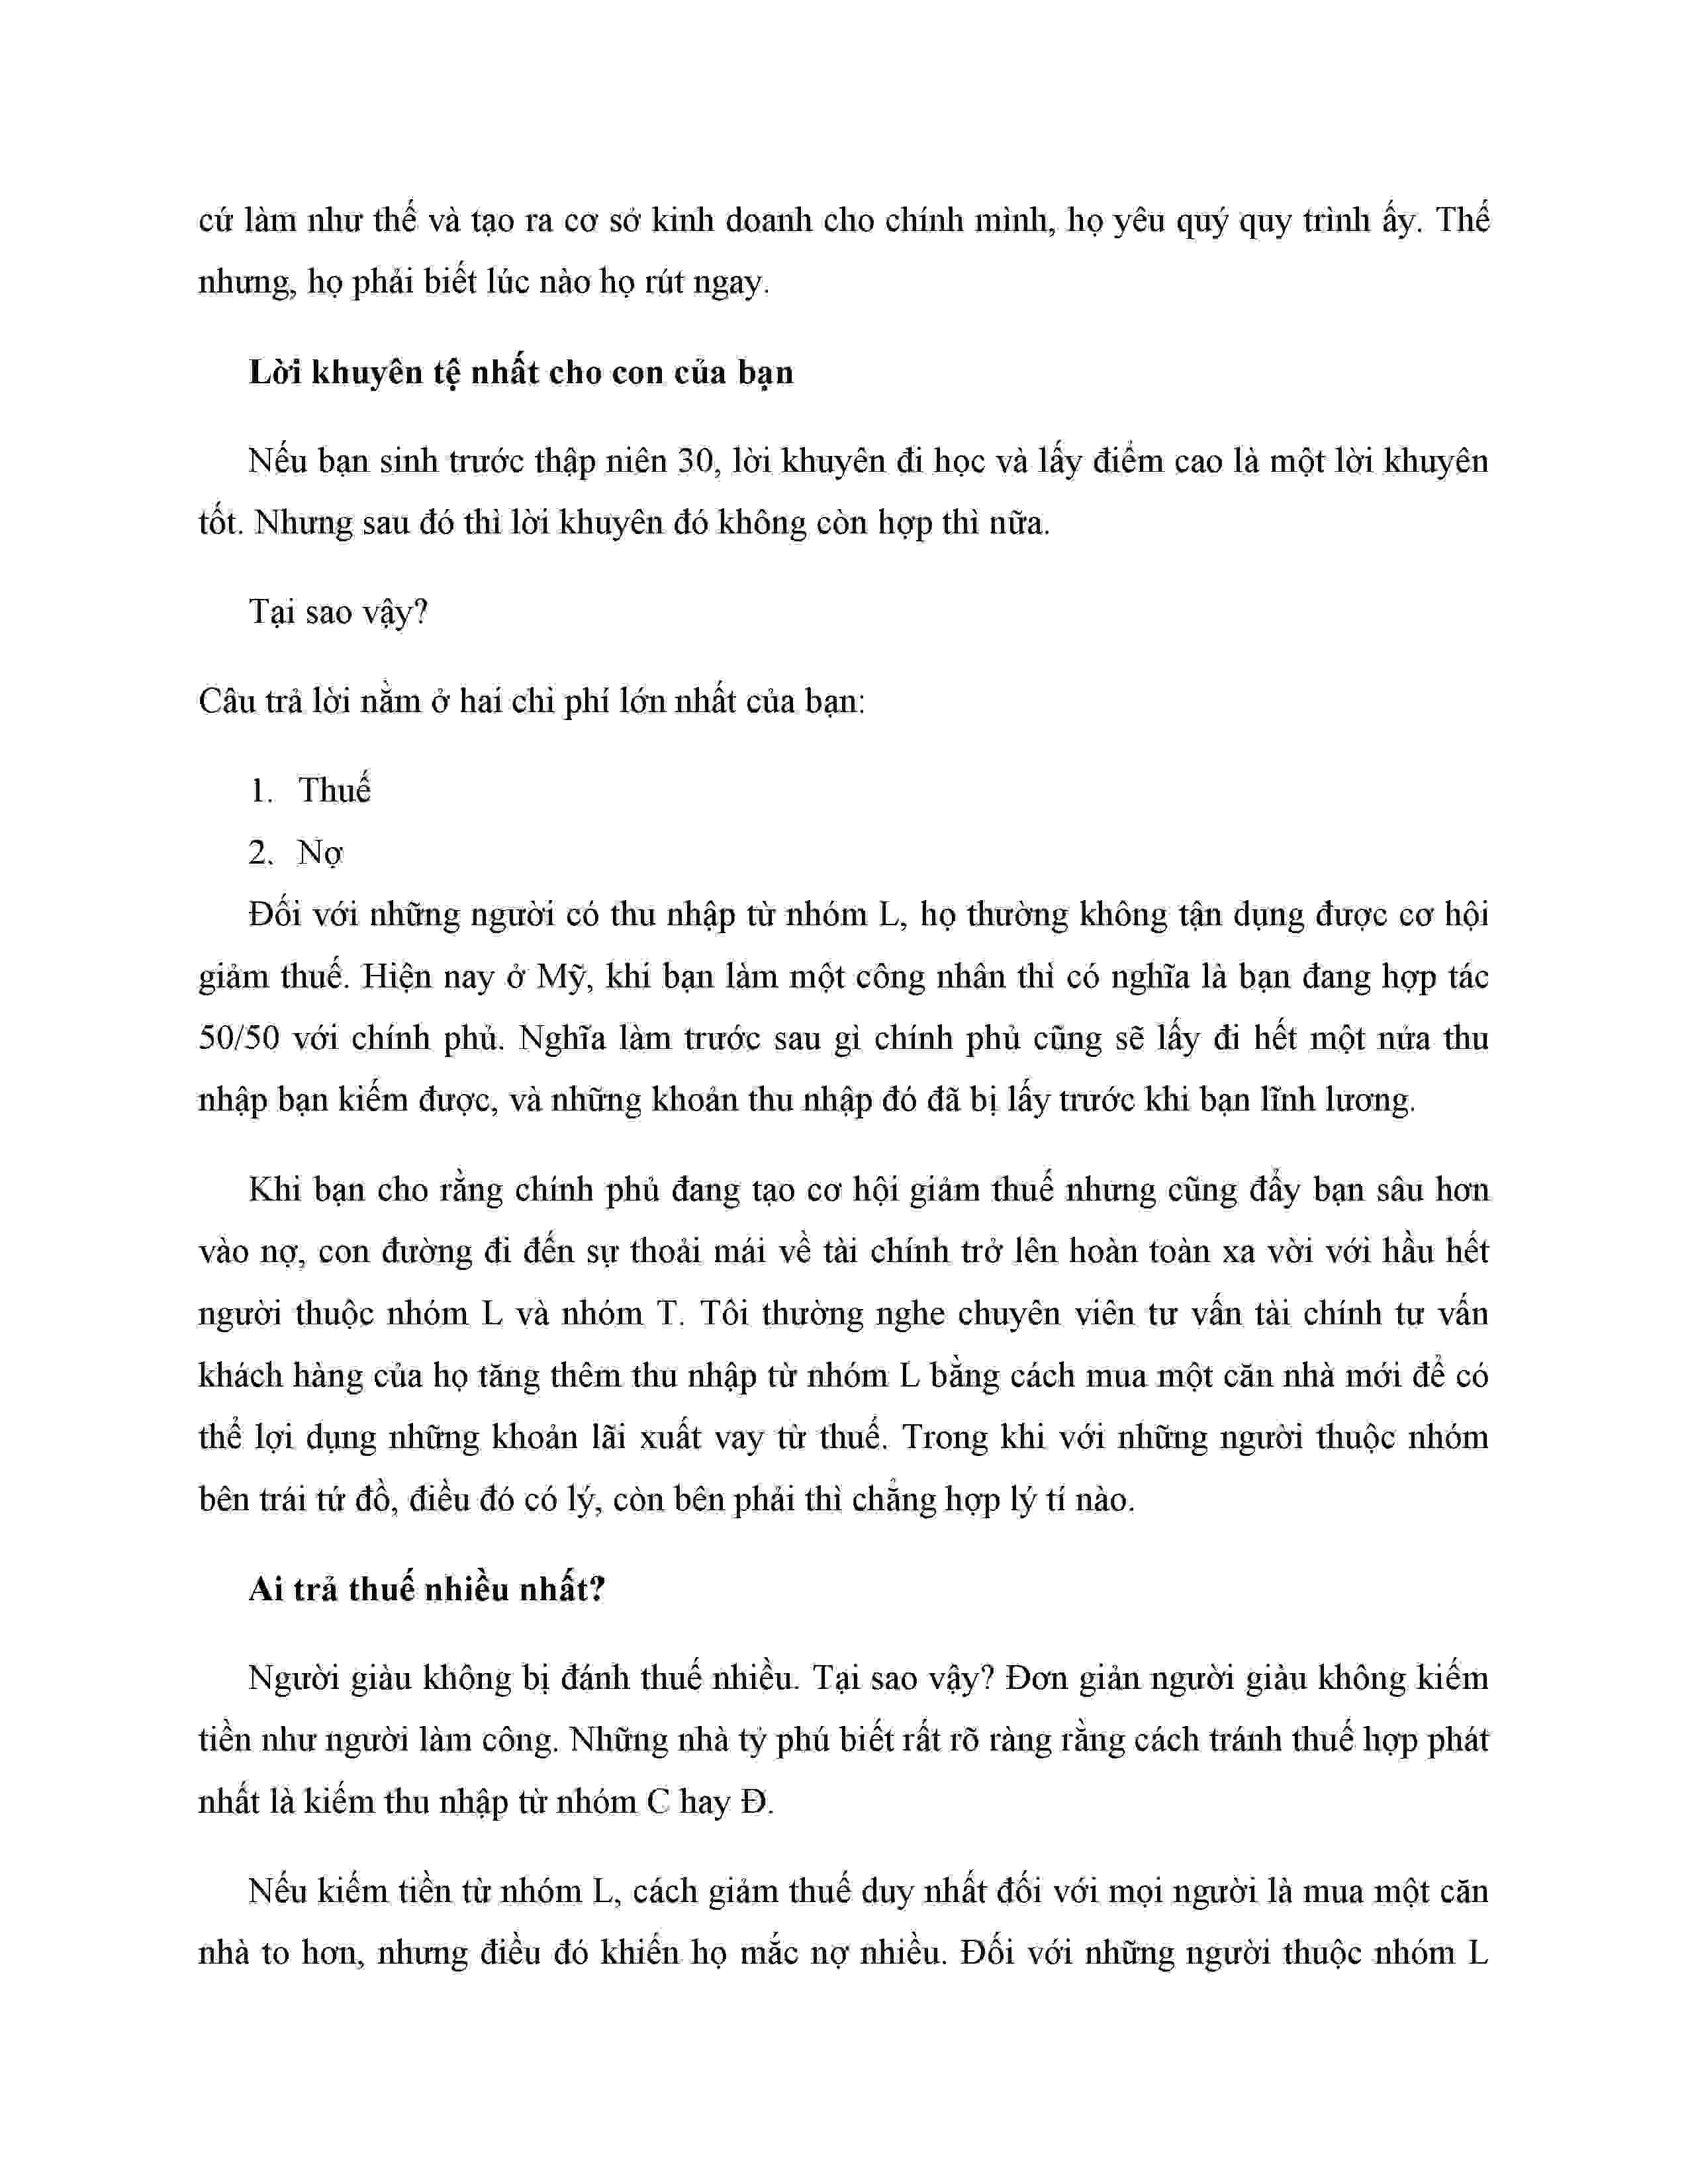 cứ làm như thế và tạo ra cơ sở kinh doanh cho chính mình, họ yêu quý quy trình ấy. Thế
nhưng, họ phải biết lúc nào họ rút ngay.
Lời khuyên tệ nhất cho con của bạn
Nếu bạn sinh trước thập niên 30, lời khuyên đi học và lấy điểm cao là một lời khuyên
tốt. Nhưng sau đó thì lời khuyên đó không còn hợp thì nữa.
Tại sao vậy?
Câu trả lời nằm ở hai chi phí lớn nhất của bạn:
1. Thuế
2. Nợ
Đối với những người có thu nhập từ nhóm L, họ thường không tận dụng được cơ hội
giảm thuế. Hiện nay ở Mỹ, khi bạn làm một công nhân thì có nghĩa là bạn đang hợp tác
50/50 với chính phủ. Nghĩa làm trước sau gì chính phủ cũng sẽ lấy đi hết một nửa thu
nhập bạn kiếm được, và những khoản thu nhập đó đã bị lấy trước khi bạn lĩnh lương.
Khi bạn cho rằng chính phủ đang tạo cơ hội giảm thuế nhưng cũng đẩy bạn sâu hơn
vào nợ, con đường đi đến sự thoải mái về tài chính trở lên hoàn toàn xa vời với hầu hết
người thuộc nhóm L và nhóm T. Tôi thường nghe chuyên viên tư vấn tài chính tư vấn
khách hàng của họ tăng thêm thu nhập từ nhóm L bằng cách mua một căn nhà mới để có
thể lợi dụng những khoản lãi xuất vay từ thuế. Trong khi với những người thuộc nhóm
bên trái tứ đồ, điều đó có lý, còn bên phải thì chẳng hợp lý tí nào.
Ai trả thuế nhiều nhất?
Người giàu không bị đánh thuế nhiều. Tại sao vậy? Đơn giản người giàu không kiếm
tiền như người làm công. Những nhà tỷ phú biết rất rõ ràng rằng cách tránh thuế hợp phát
nhất là kiếm thu nhập từ nhóm C hay Đ.
Nếu kiếm tiền từ nhóm L, cách giảm thuế duy nhất đối với mọi người là mua một căn
nhà to hơn, nhưng điều đó khiến họ mắc nợ nhiều. Đối với những người thuộc nhóm L